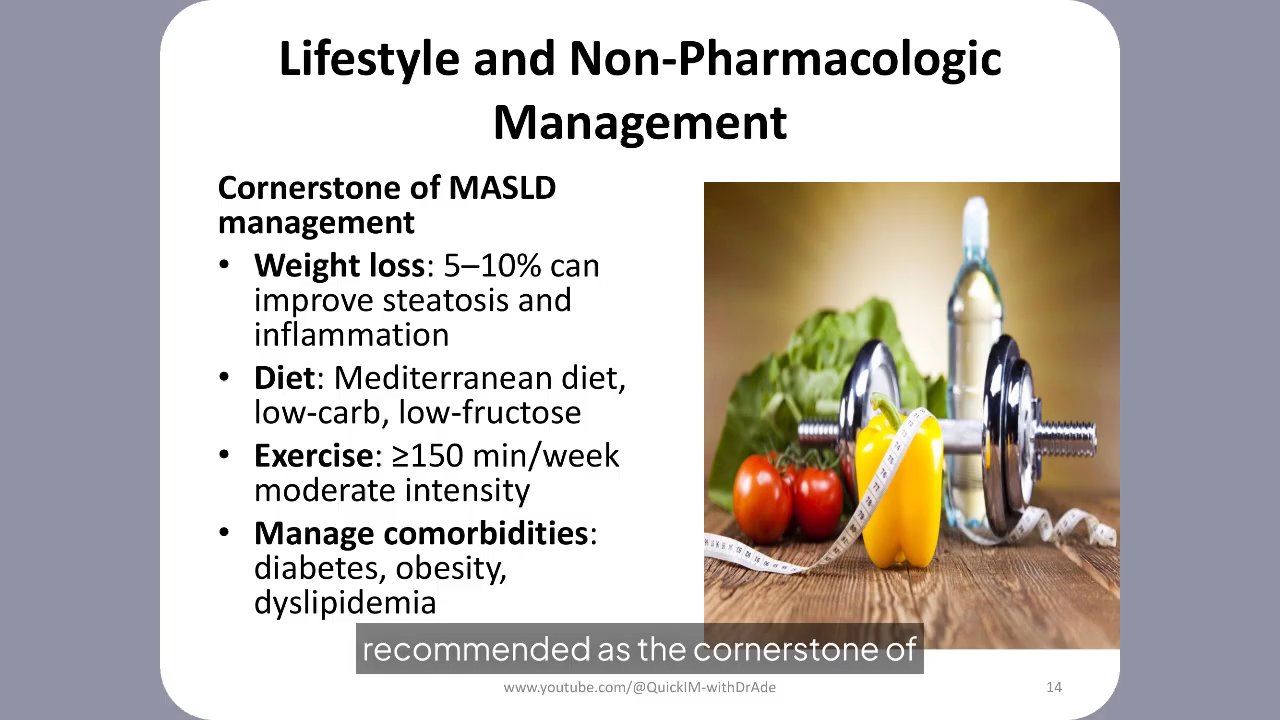 Lifestyle and Non-Pharmacologic
Management
Cornerstone of MASLD
management
• Weight loss: 5–10% can
improve steatosis and
inflammation
• Diet: Mediterranean diet,
low-carb, low-fructose
• Exercise: ≥150 min/week
moderate intensity
• Manage comorbidities:
diabetes, obesity,
dyslipidemia
recommended as the cornerstone of
www.youtube.com/@QuickIM-withDrAde
14